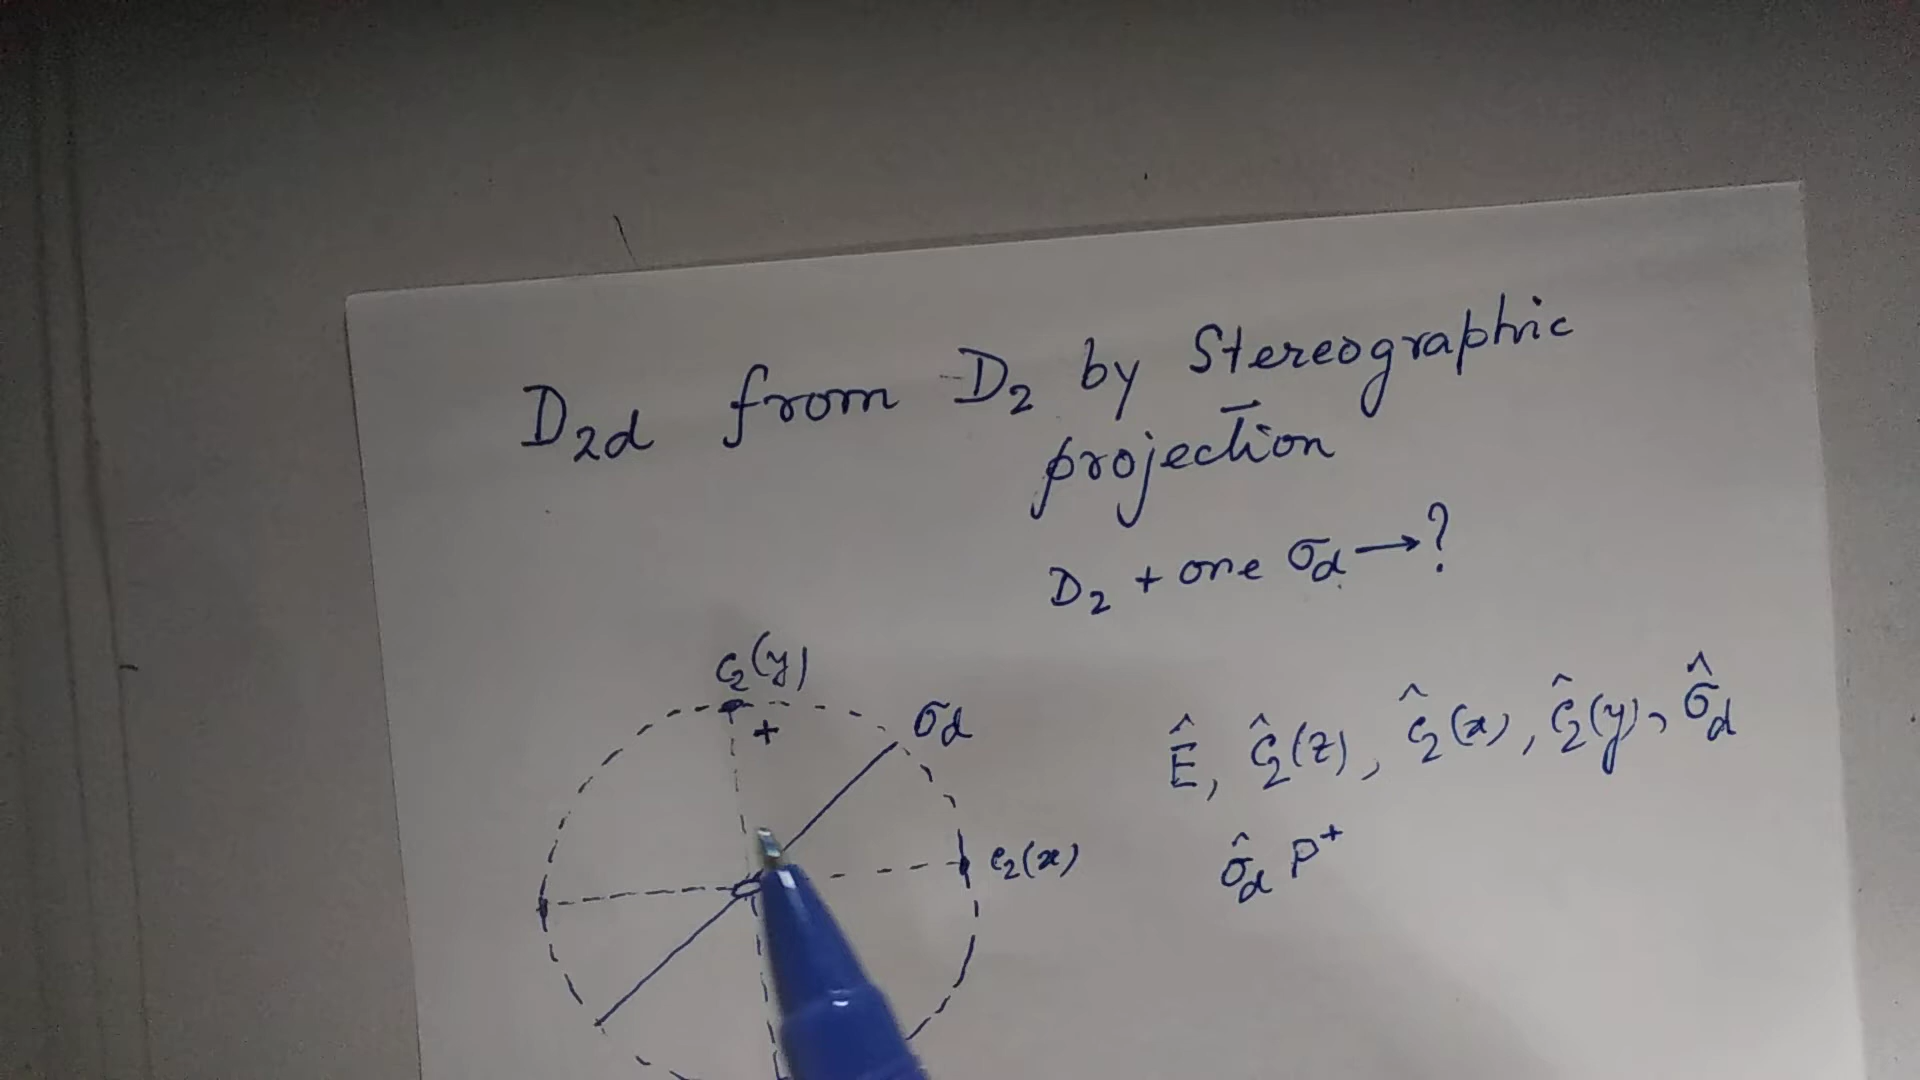 D₂d from D₂ by Stereographic
projection
D₂ + one σd → ?
C₂(y)
+
σd
Ê, Ĉ₂(z), Ĉ₂(x), Ĉ₂(y), σ̂d
C₂(x)
σ̂d P⁺